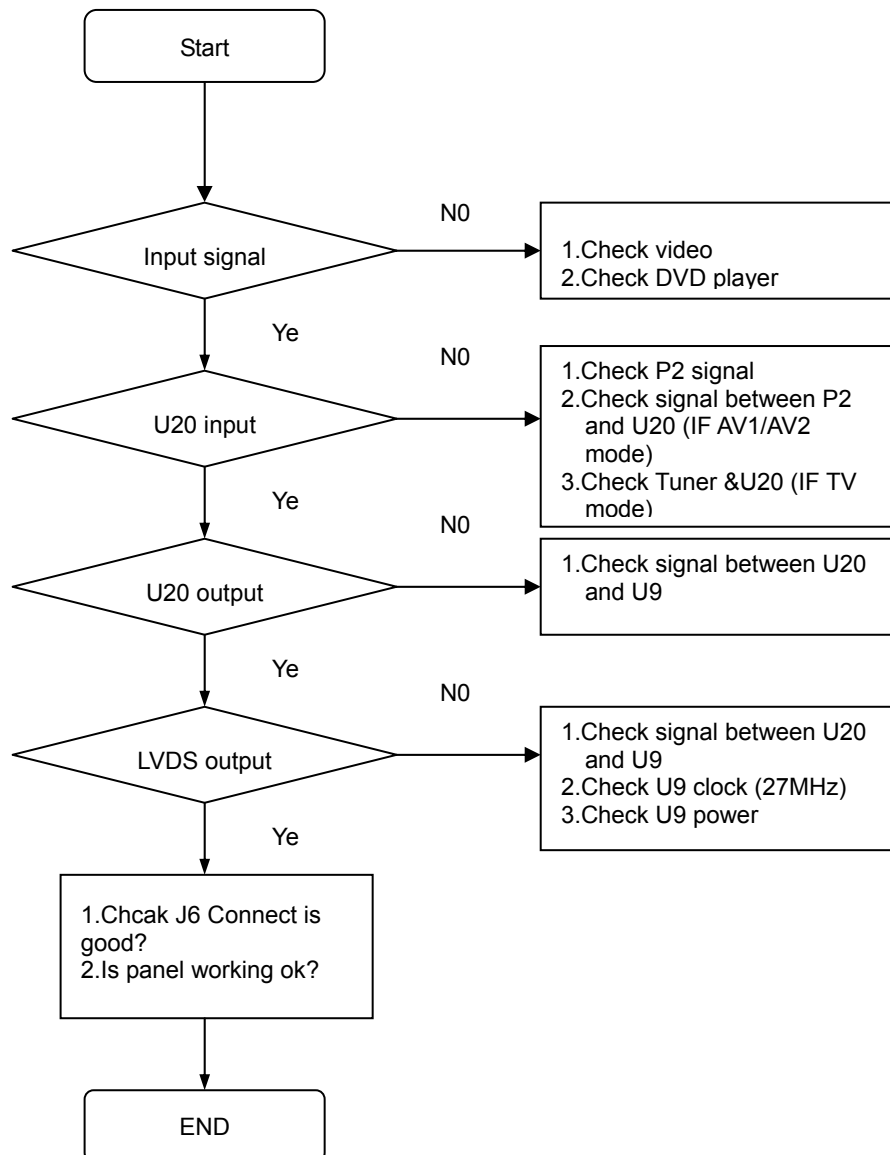 Start
Input signal
N0
1.Check video
2.Check DVD player
Ye
U20 input
N0
1.Check P2 signal
2.Check signal between P2
and U20 (IF AV1/AV2
mode)
3.Check Tuner &U20 (IF TV
mode)
Ye
U20 output
N0
1.Check signal between U20
and U9
Ye
LVDS output
N0
1.Check signal between U20
and U9
2.Check U9 clock (27MHz)
3.Check U9 power
Ye
1.Chcak J6 Connect is
good?
2.Is panel working ok?
END